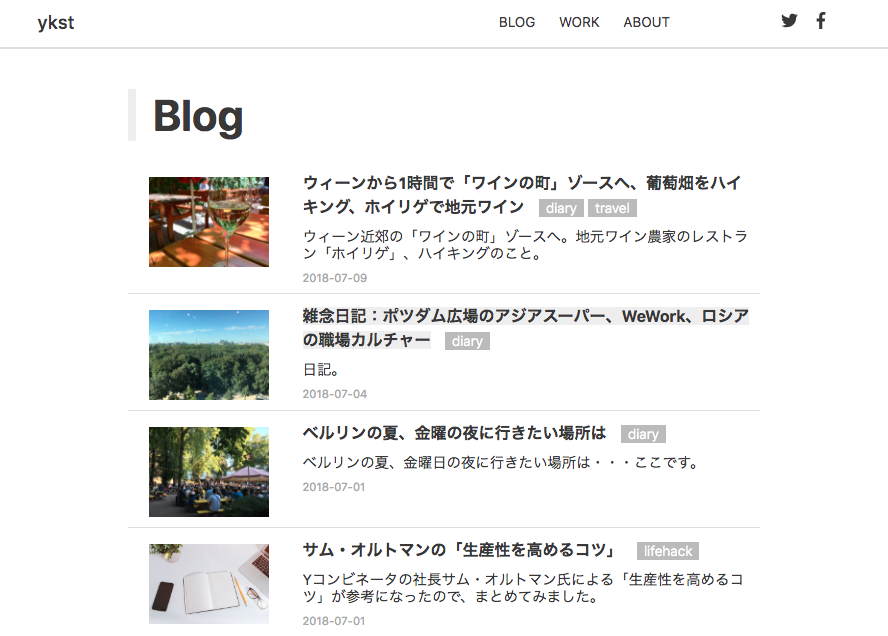 ykst
BLOG WORK ABOUT
Blog
ウィーンから1時間で「ワインの町」ゾースへ、葡萄畑をハイ
キング、ホイリゲで地元ワイン diary travel
ウィーン近郊の「ワインの町」ゾースへ。地元ワイン農家のレストラ
ン「ホイリゲ」、ハイキングのこと。
2018-07-09
雑念日記：ポツダム広場のアジアスーパー、WeWork、ロシア
の職場カルチャー diary
日記。
2018-07-04
ベルリンの夏、金曜の夜に行きたい場所は diary
ベルリンの夏、金曜日の夜に行きたい場所は・・・ここです。
2018-07-01
サム・オルトマンの「生産性を高めるコツ」 lifehack
Yコンビネータの社長サム・オルトマン氏による「生産性を高めるコ
ツ」が参考になったので、まとめてみました。
2018-07-01